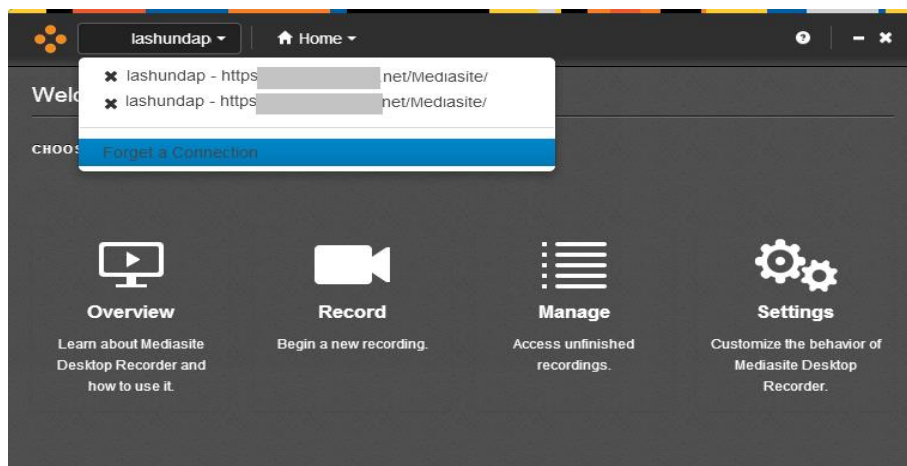 lashundap
Home
lashundap - https .net/Mediasite/
lashundap - https net/Mediasite/
Welc
CHOOS
Forget a Connection
Overview
Learn about Mediasite
Desktop Recorder and
how to use it.
Record
Begin a new recording.
Manage
Access unfinished
recordings.
Settings
Customize the behavior of
Mediasite Desktop
Recorder.